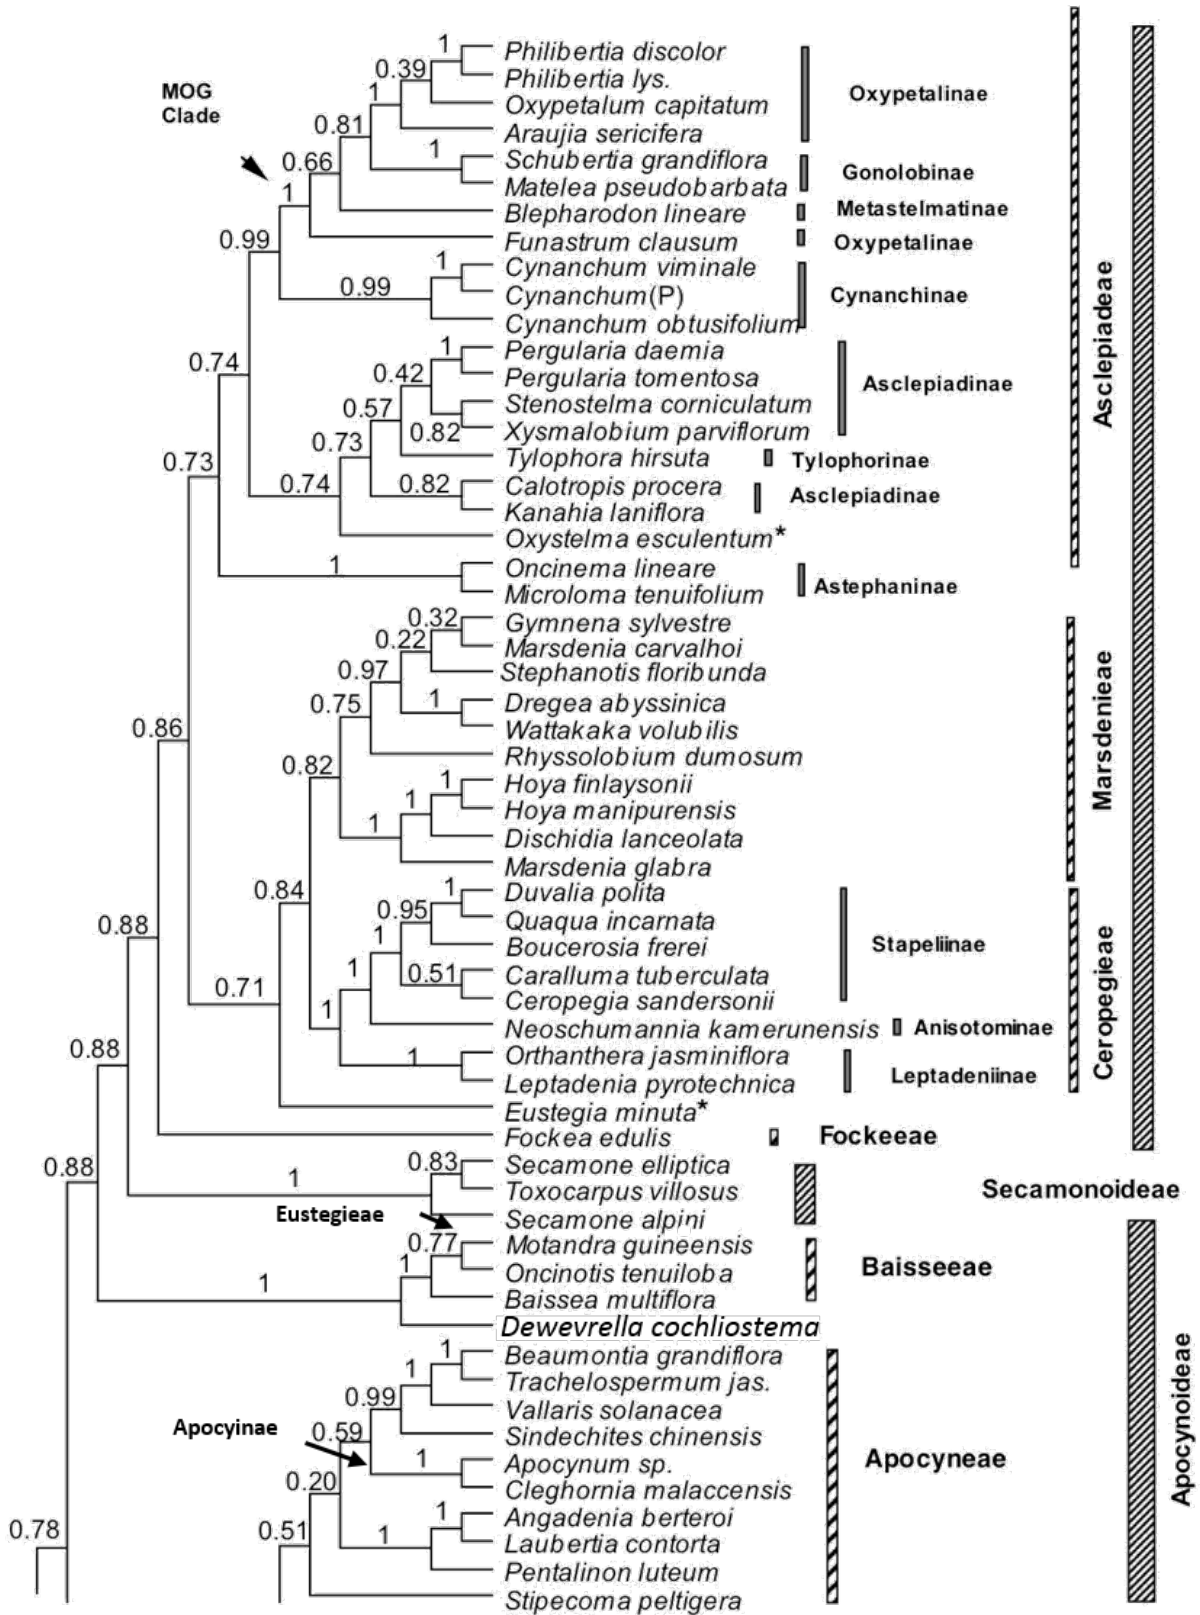 1
Philibertia discolor
0.39
Philibertia lys.
MOG
Clade
1
Oxypetalum capitatum
Oxypetalinae
0.81
Araujia sericifera
1
0.66
Schubertia grandiflora
Gonolobinae
1
Matelea pseudobarbata
Blepharodon lineare
Metastelmatinae
0.99
Funastrum clausum
Oxypetalinae
1
Cynanchum viminale
0.99
Cynanchum(P)
Cynanchinae
Cynanchum obtusifolium
Asclepiadeae
1
Pergularia daemia
0.74
0.42
Pergularia tomentosa
Asclepiadinae
0.57
Stenostelma corniculatum
0.82
Xysmalobium parviflorum
0.73
0.73
Tylophora hirsuta
Tylophorinae
0.74
0.82
Calotropis procera
Asclepiadinae
Kanahia laniflora
Oxystelma esculentum*
1
Oncinema lineare
Astephaninae
Microloma tenuifolium
0.32
Gymnena sylvestre
0.22
Marsdenia carvalhoi
0.97
Stephanotis floribunda
0.75
1
Dregea abyssinica
0.86
Wattakaka volubilis
Marsdenieae
0.82
Rhyssolobium dumosum
1
Hoya finlaysonii
1
Hoya manipurensis
1
Dischidia lanceolata
Marsdenia glabra
0.84
1
Duvalia polita
0.95
Quaqua incarnata
0.88
1
Boucerosia frerei
Stapeliinae
1
0.51
Caralluma tuberculata
0.71
Ceropegia sandersonii
Ceropegieae
1
Neoschumannia kamerunensis
Anisotominae
0.88
1
Orthanthera jasminiflora
Leptadenia pyrotechnica
Leptadeniinae
Eustegia minuta*
Fockea edulis
Fockeeae
0.88
0.83
Secamone elliptica
1
Toxocarpus villosus
Secamonoideae
Eustegieae
Secamone alpini
0.77
Motandra guineensis
1
1
Oncinotis tenuiloba
Baisseeae
Baissea multiflora
Dewevrella cochliostema
1
Beaumontia grandiflora
1
Trachelospermum jas.
0.99
Vallaris solanacea
Apocyinae
0.59
Sindechites chinensis
1
Apocynum sp.
Apocyneae
Apocynoideae
0.20
Cleghornia malaccensis
1
Angadenia berteroi
0.78
0.51
1
Laubertia contorta
Pentalinon luteum
Stipecoma peltigera